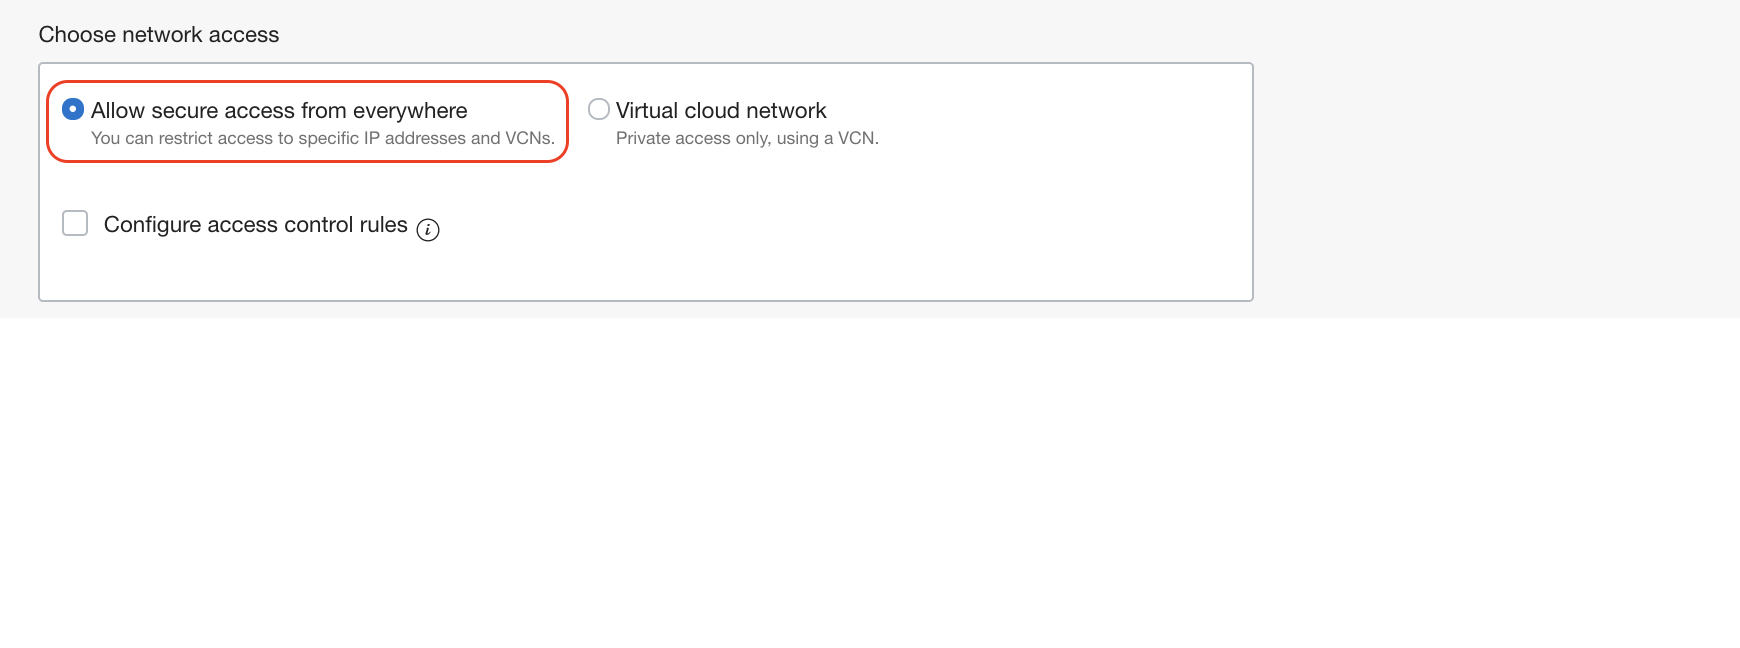 Choose network access
Allow secure access from everywhere
You can restrict access to specific IP addresses and VCNs.
Virtual cloud network
Private access only, using a VCN.
Configure access control rules i